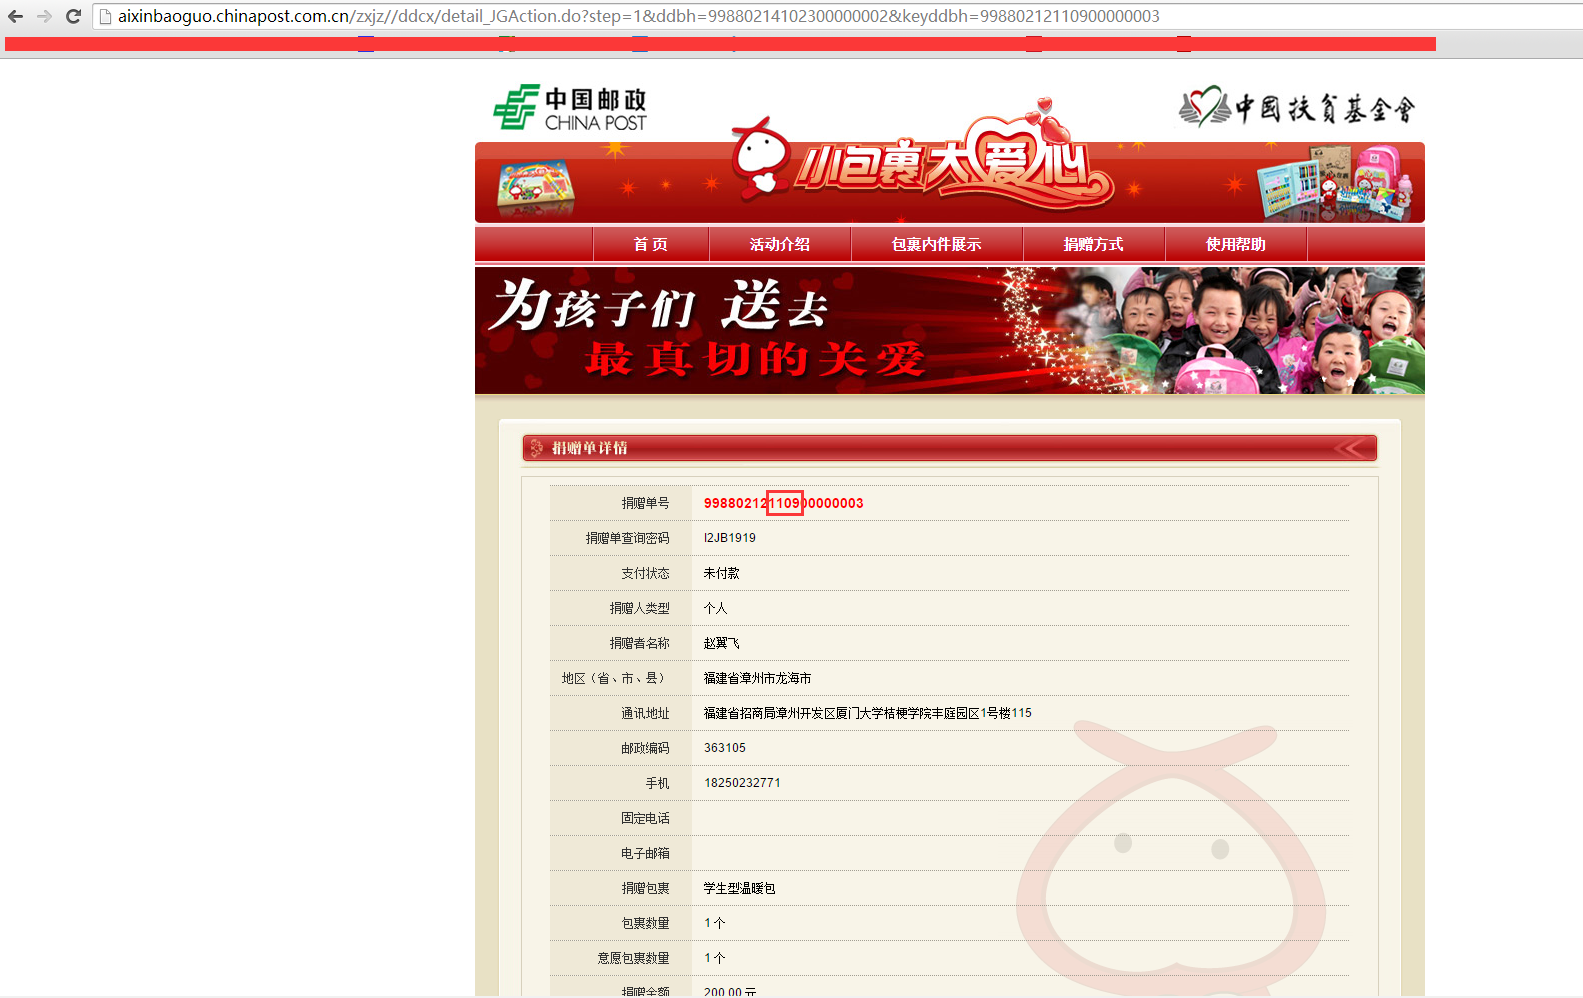 aixinbaoguo.chinapost.com.cn/zxjz//ddcx/detail_JGAction.do?step=1&ddbh=99880214102300000002&keyddbh=99880212110900000003
中国邮政
CHINA POST
中國扶貧基金會
小包裹大爱心
首 页 活动介绍 包裹内件展示 捐赠方式 使用帮助
为孩子们 送去
最真切的关爱
捐赠单详情
捐赠单号 99880212110900000003
捐赠单查询密码 I2JB1919
支付状态 未付款
捐赠人类型 个人
捐赠者名称 赵翼飞
地区（省、市、县） 福建省漳州市龙海市
通讯地址 福建省招商局漳州开发区厦门大学桔梗学院丰庭园区1号楼115
邮政编码 363105
手机 18250232771
固定电话
电子邮箱
捐赠包裹 学生型温暖包
包裹数量 1 个
意愿包裹数量 1 个
捐赠金额 200.00 元